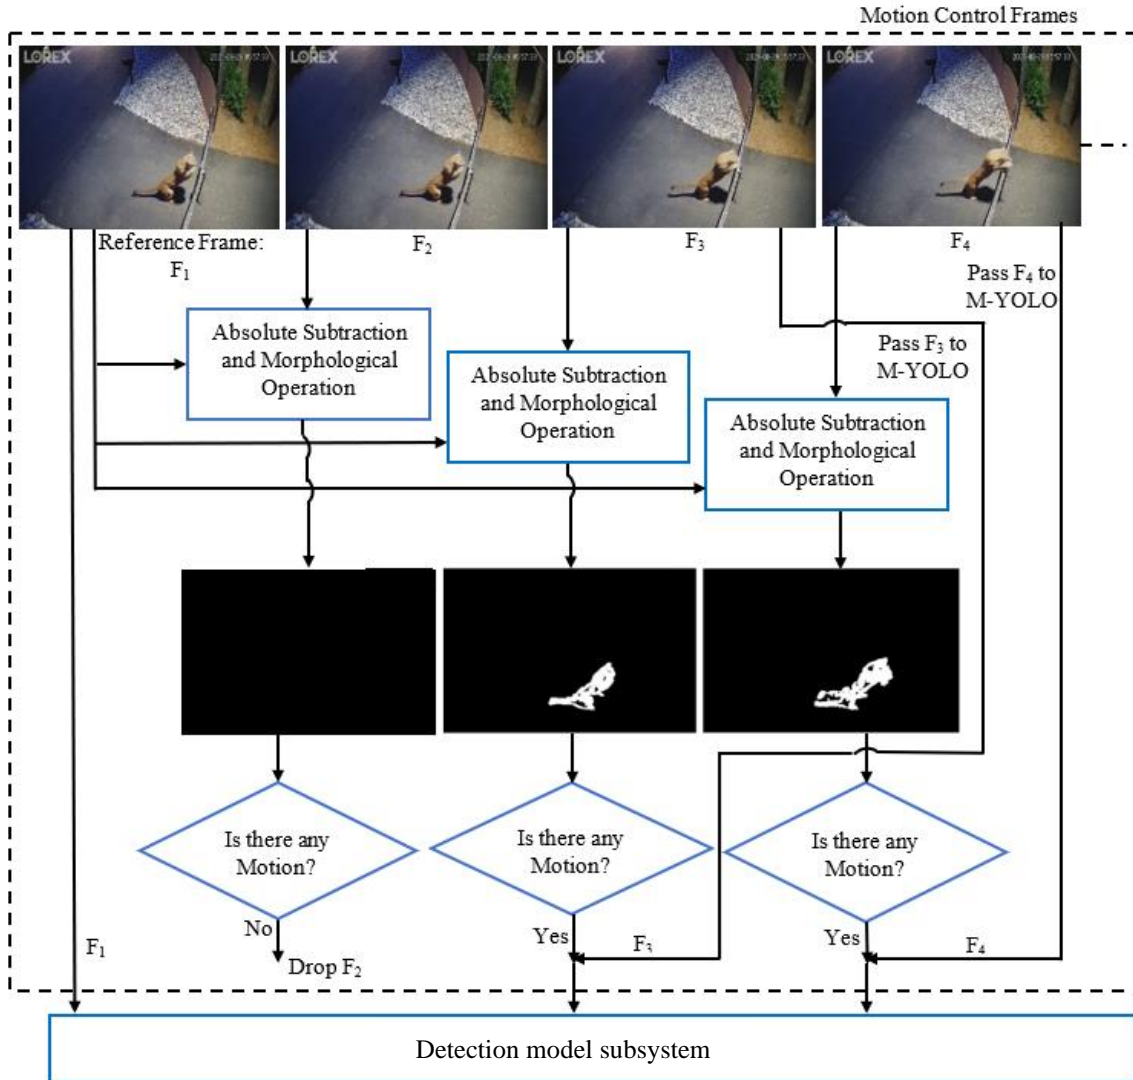 Motion Control Frames
LOREX
LOREX
LOREX
LOREX
Reference Frame:
F₁
F₂
F₃
F₄
Pass F₄ to
M-YOLO
Pass F₃ to
M-YOLO
Absolute Subtraction
and Morphological
Operation
Absolute Subtraction
and Morphological
Operation
Absolute Subtraction
and Morphological
Operation
Is there any
Motion?
Is there any
Motion?
Is there any
Motion?
No
Yes
Yes
F₁
Drop F₂
F₃
F₄
Detection model subsystem